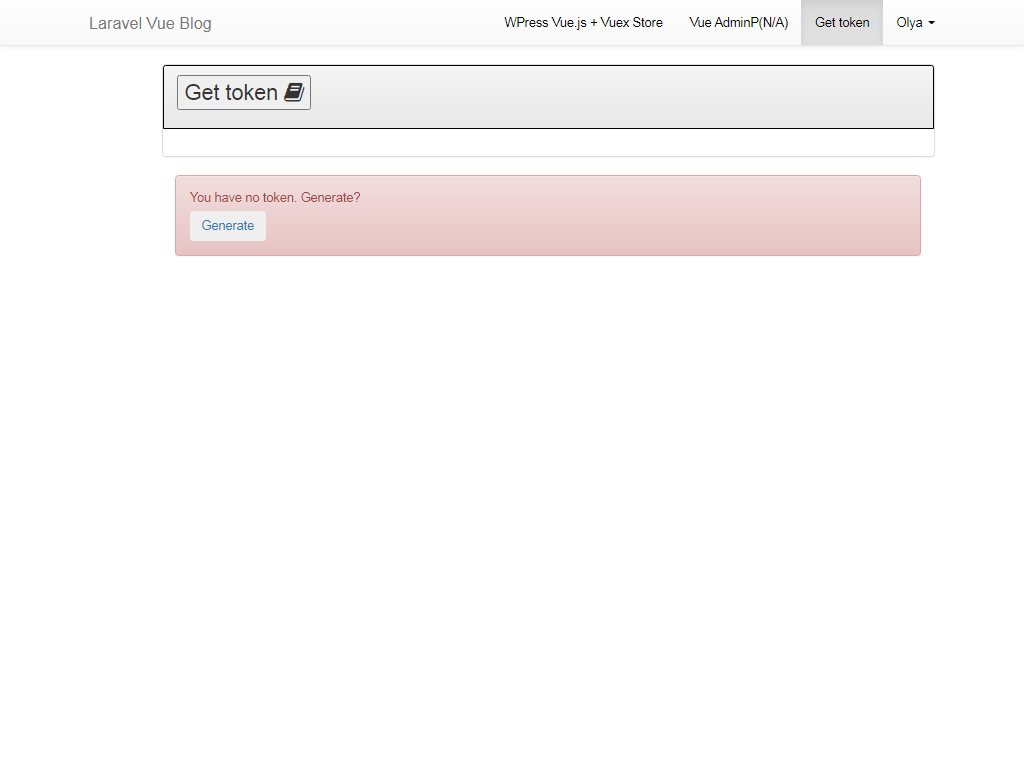 Laravel Vue Blog
WPress Vue.js + Vuex Store
Vue AdminP(N/A)
Get token
Olya
Get token
You have no token. Generate?
Generate